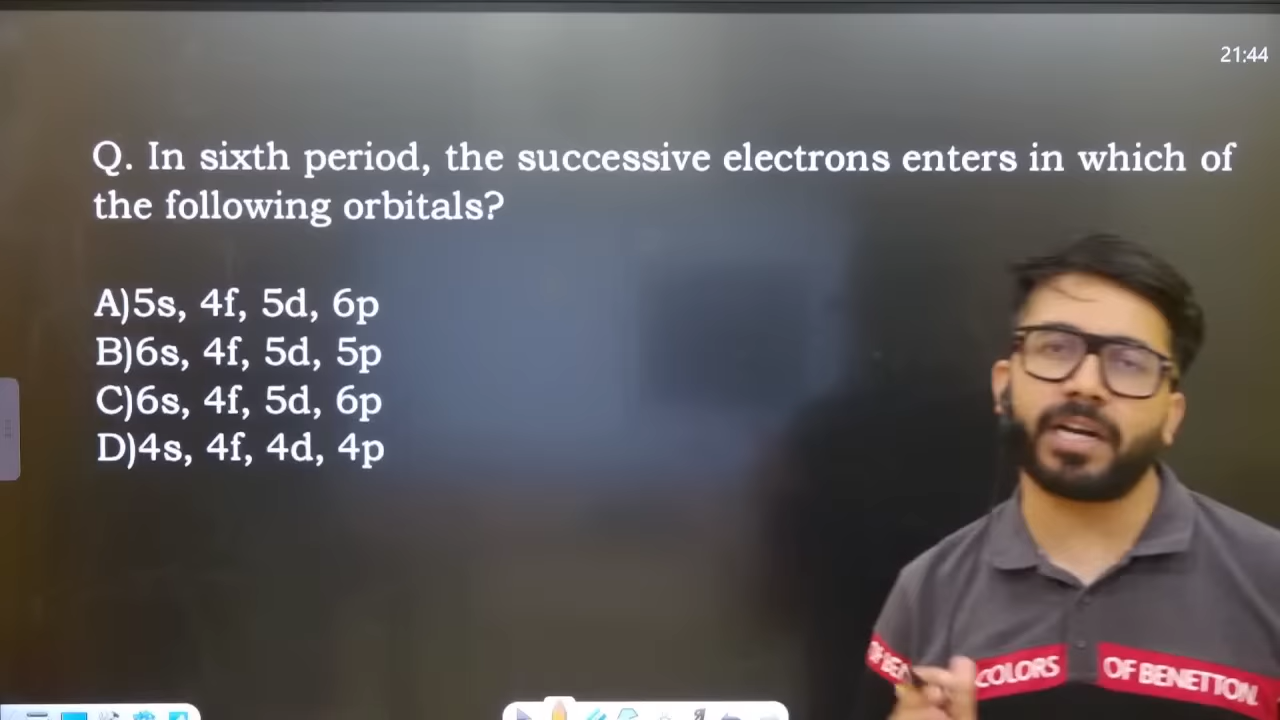 21:44
Q. In sixth period, the successive electrons enters in which of
the following orbitals?
A)5s, 4f, 5d, 6p
B)6s, 4f, 5d, 5p
C)6s, 4f, 5d, 6p
D)4s, 4f, 4d, 4p
COLORS OF BENETTON.